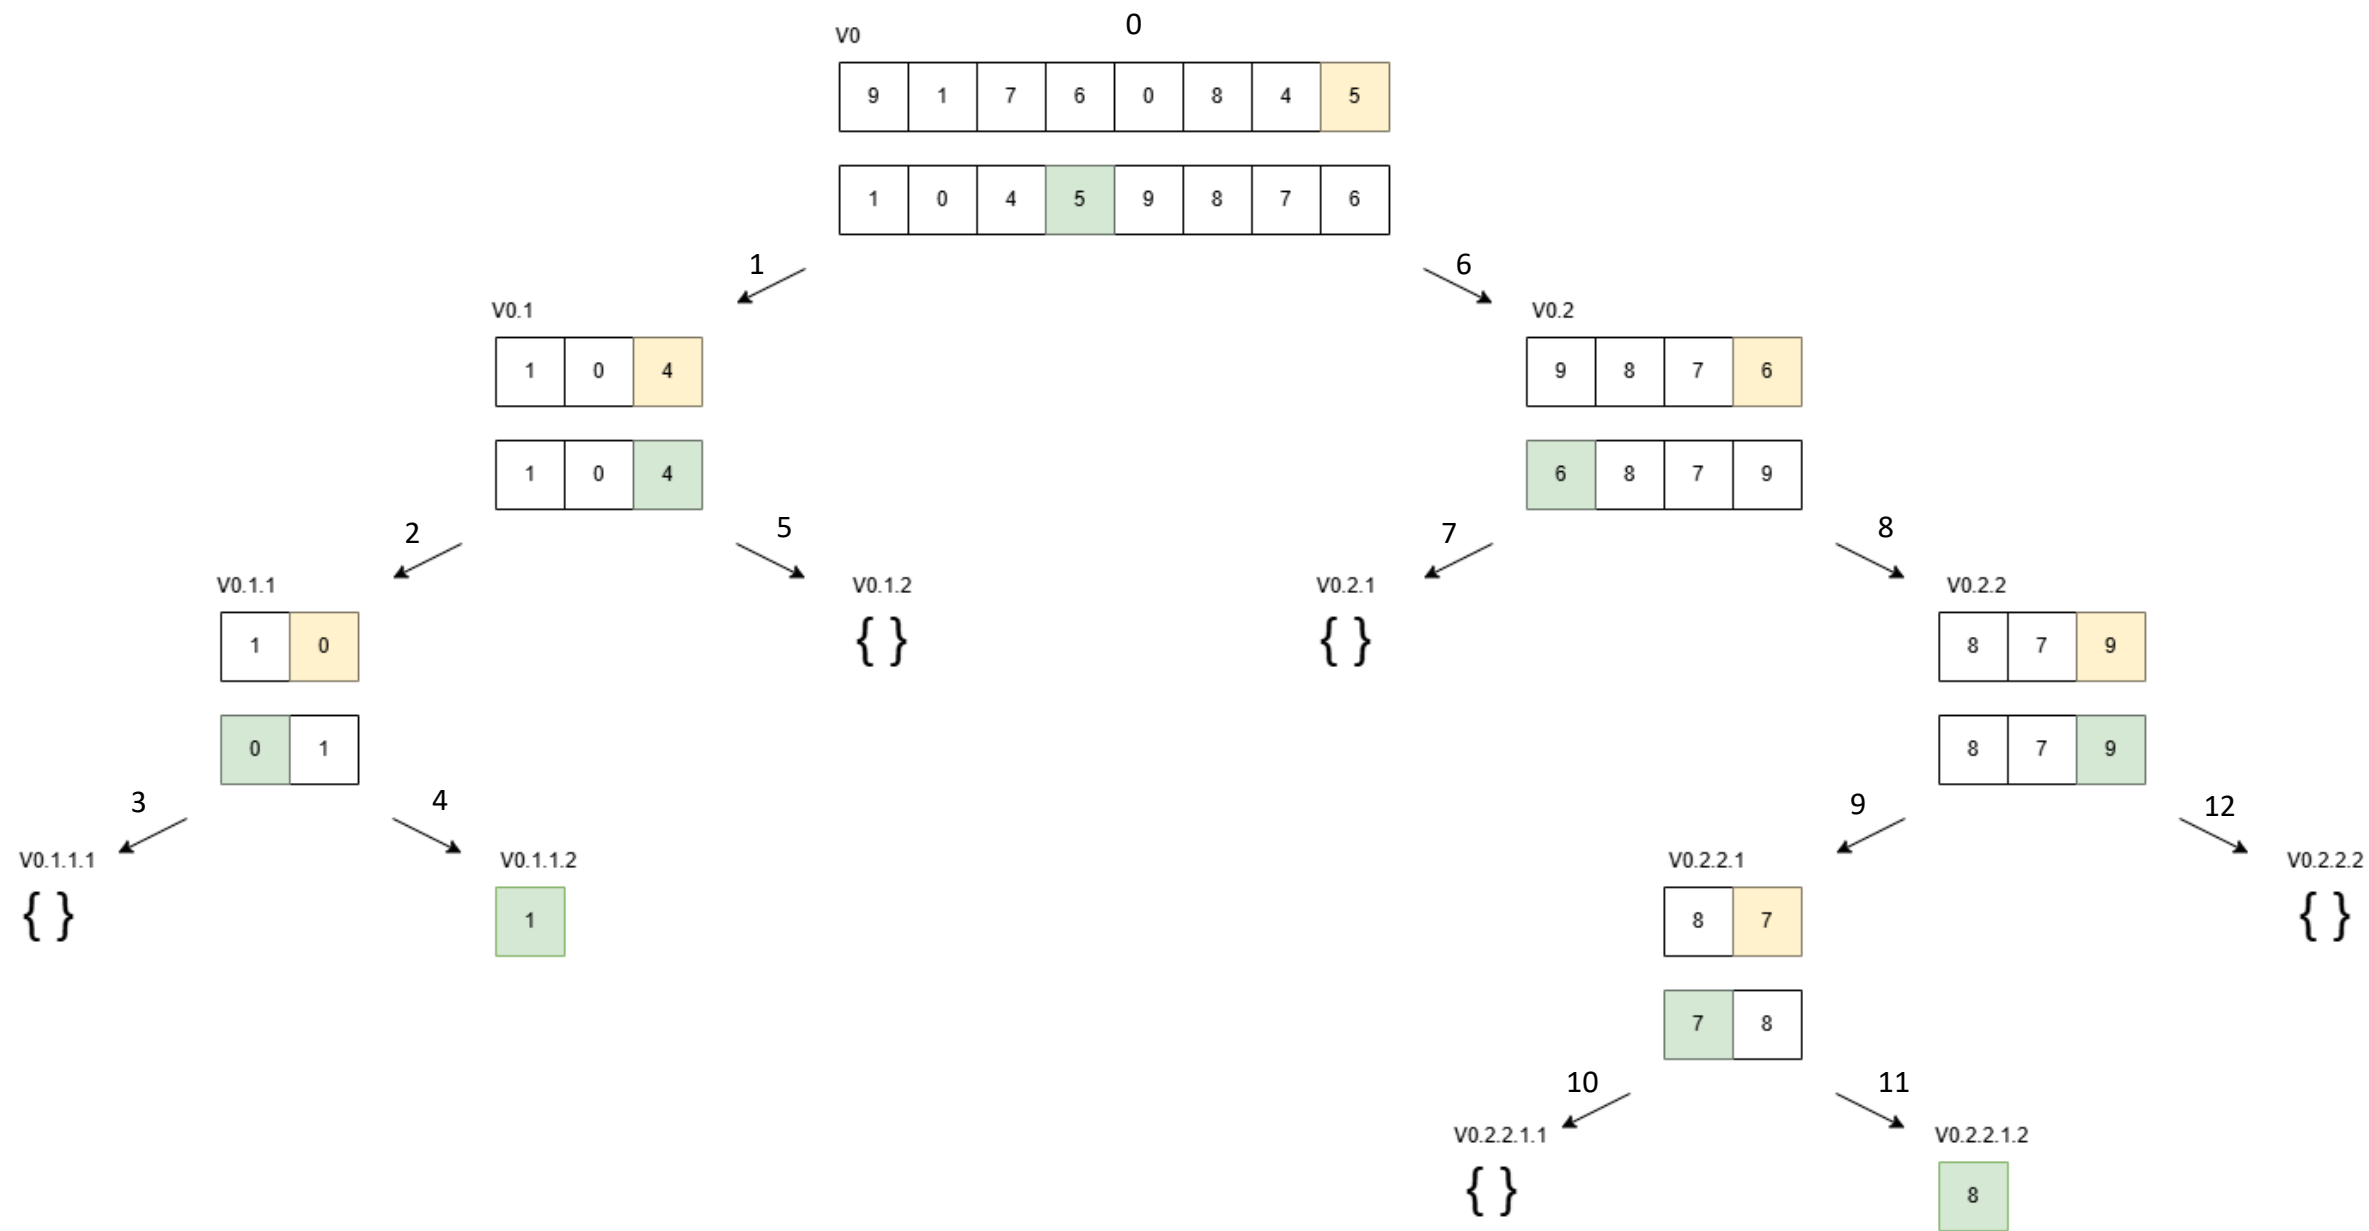 0
V0
9 1 7 6 0 8 4 5
1 0 4 5 9 8 7 6
1 6
V0.1 V0.2
1 0 4 9 8 7 6
1 0 4 6 8 7 9
2 5 7 8
V0.1.1 V0.1.2 V0.2.1 V0.2.2
1 0 { } { } 8 7 9
0 1 8 7 9
3 4 9 12
V0.1.1.1 V0.1.1.2 V0.2.2.1 V0.2.2.2
{ } 1 8 7 { }
7 8
10 11
V0.2.2.1.1 V0.2.2.1.2
{ } 8